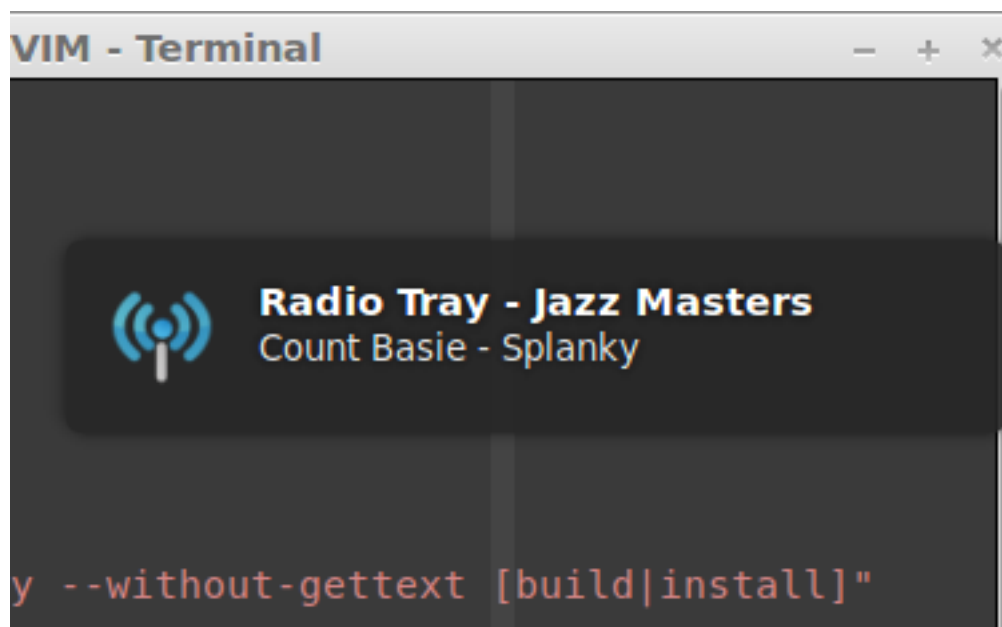 VIM - Terminal
Radio Tray - Jazz Masters
Count Basie - Splanky
y --without-gettext [build|install]"